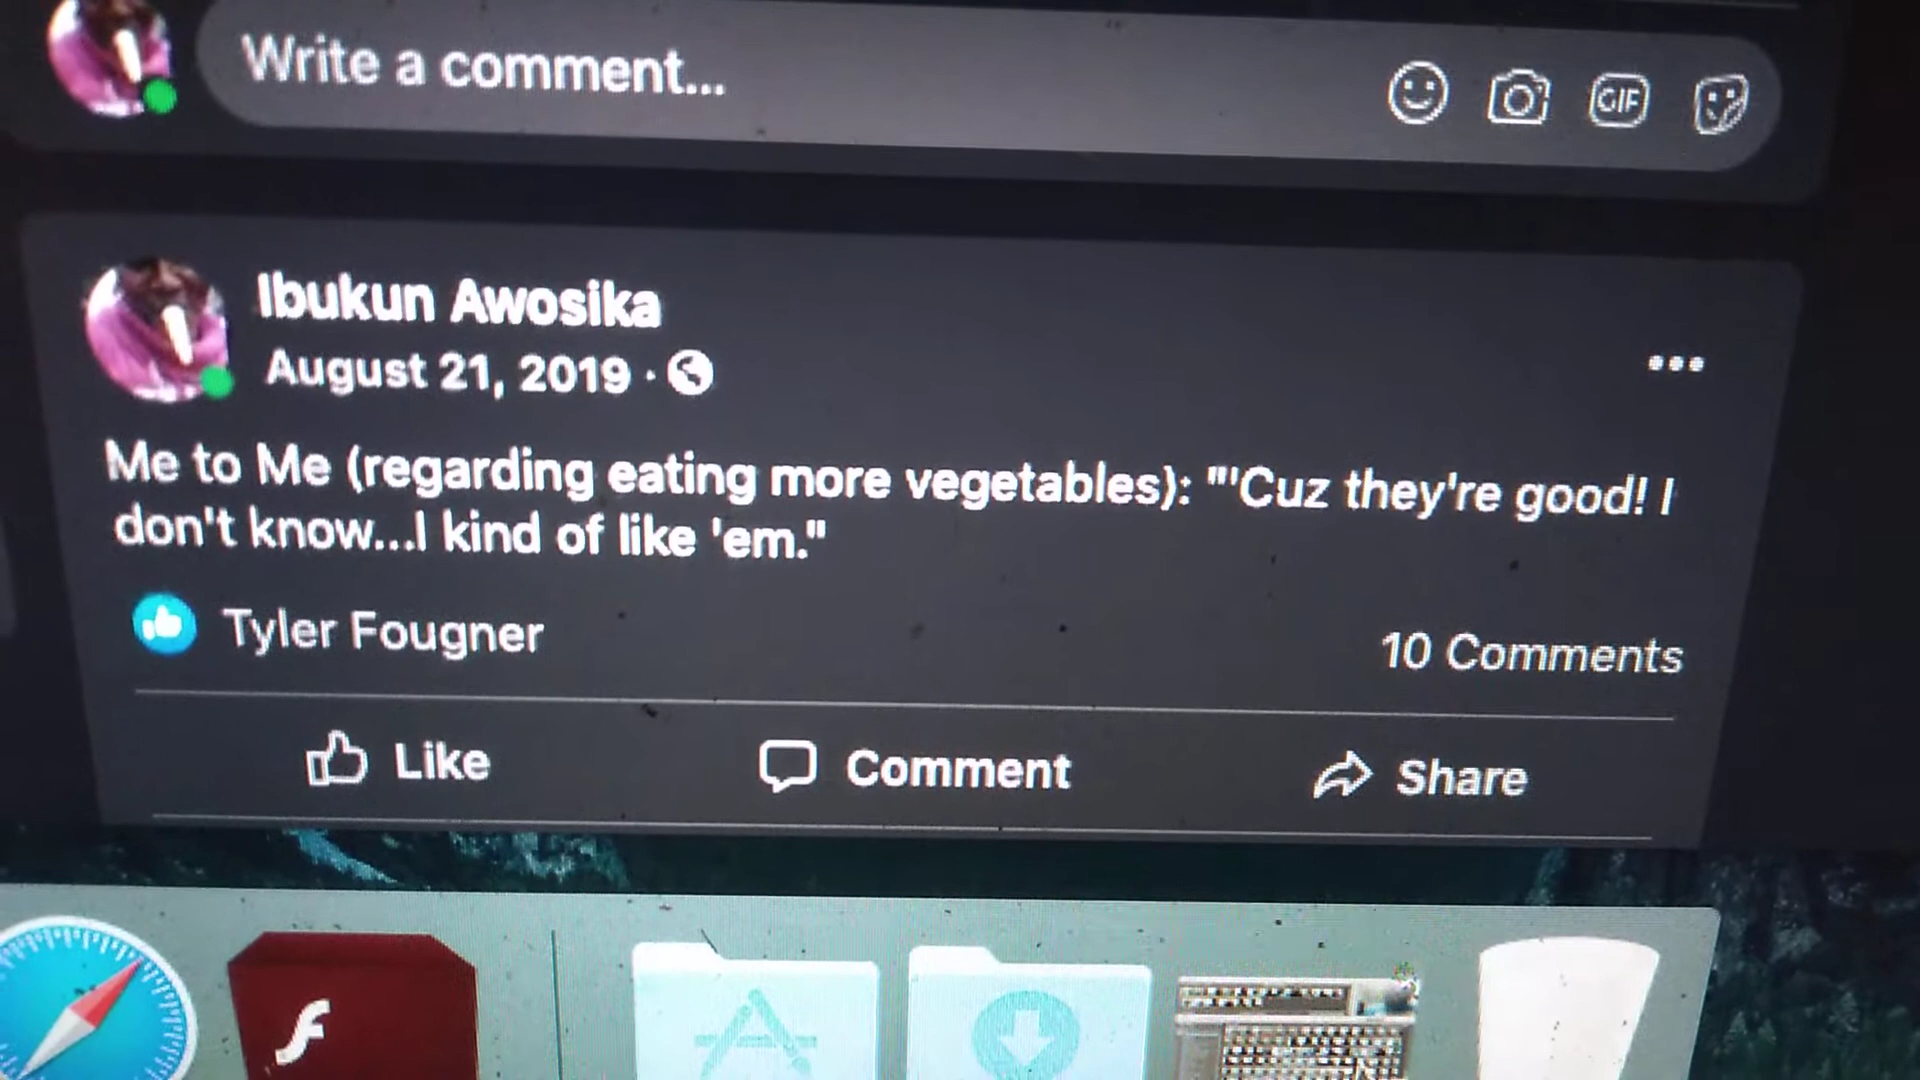 Write a comment...
GIF
Ibukun Awosika
August 21, 2019 ·
Me to Me (regarding eating more vegetables): "'Cuz they're good! I
don't know...I kind of like 'em."
Tyler Fougner
10 Comments
Like
Comment
Share